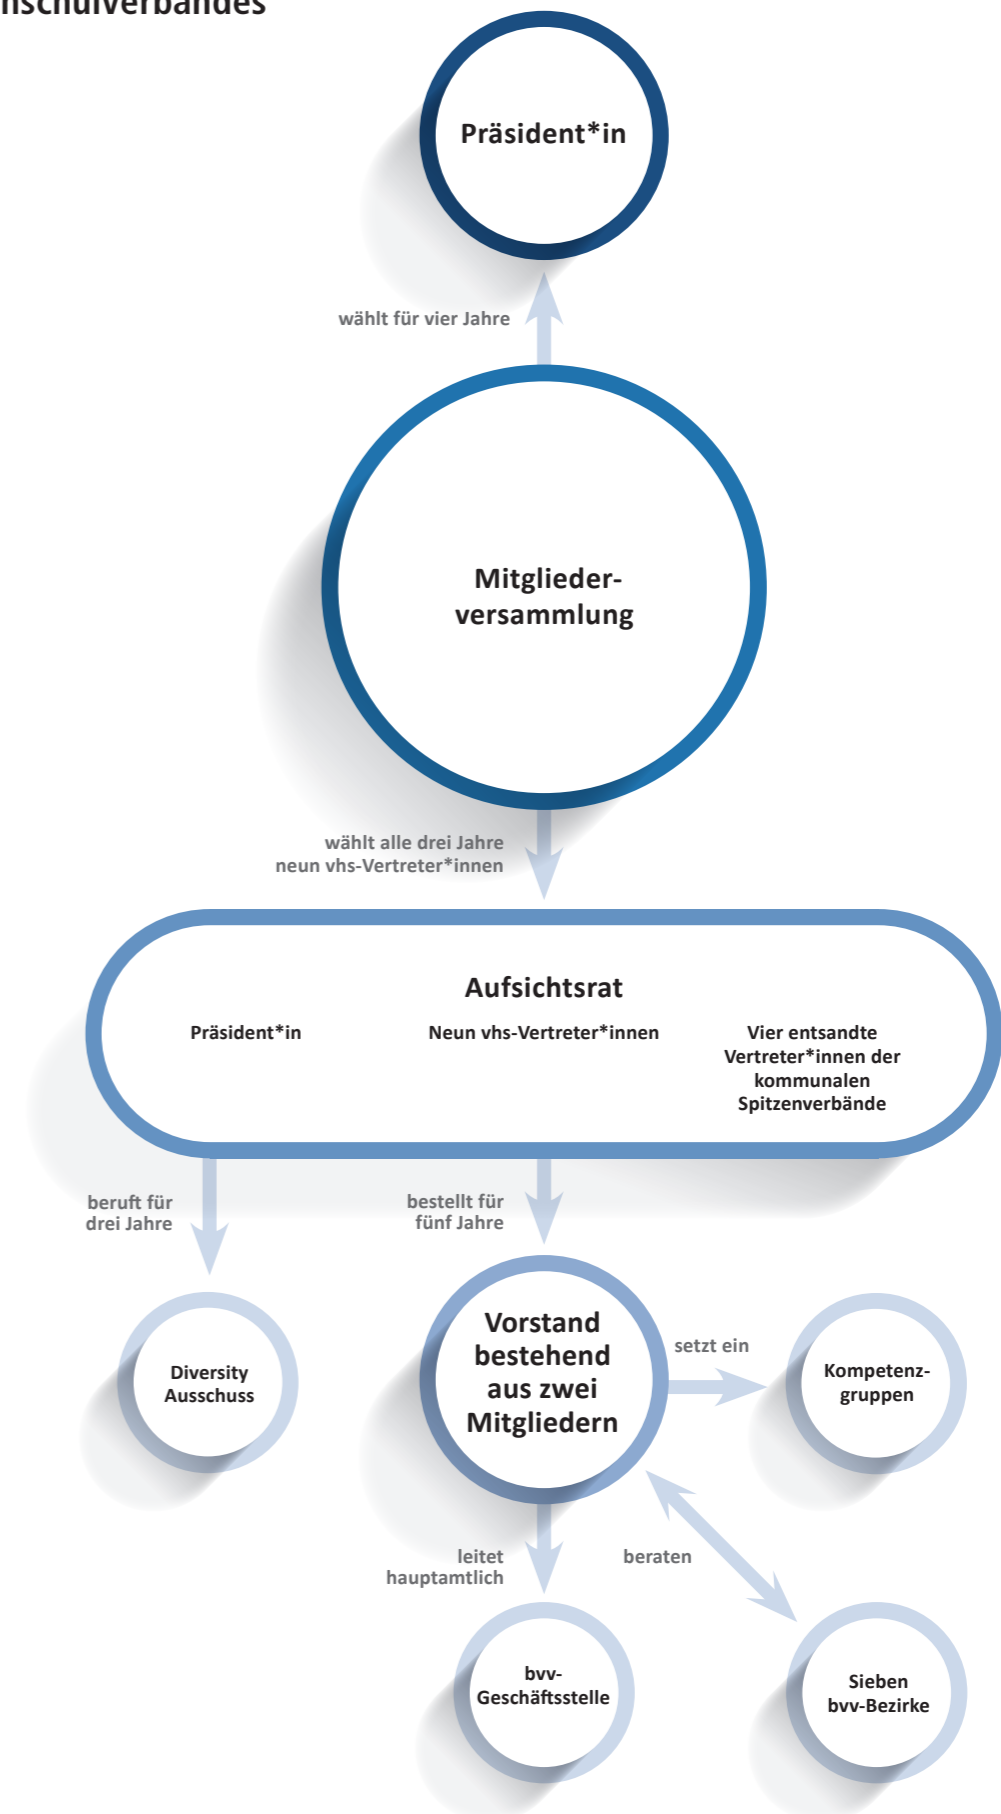 Präsident*in
wählt für vier Jahre
Mitglieder-
versammlung
wählt alle drei Jahre
neun vhs-Vertreter*innen
Aufsichtsrat
Präsident*in
Neun vhs-Vertreter*innen
Vier entsandte
Vertreter*innen der
kommunalen
Spitzenverbände
beruft für
drei Jahre
bestellt für
fünf Jahre
Diversity
Ausschuss
Vorstand
bestehend
aus zwei
Mitgliedern
setzt ein
Kompetenz-
gruppen
leitet
hauptamtlich
beraten
bvv-
Geschäftsstelle
Sieben
bvv-Bezirke